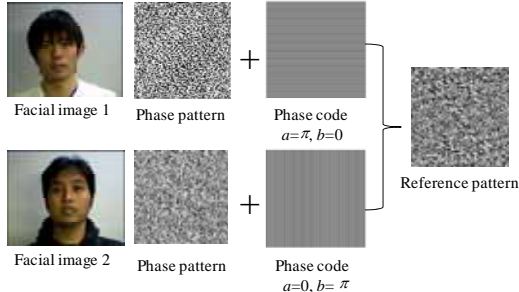 Facial image 1
Phase pattern
+
Phase code
a=π, b=0
Reference pattern
Facial image 2
Phase pattern
+
Phase code
a=0, b= π